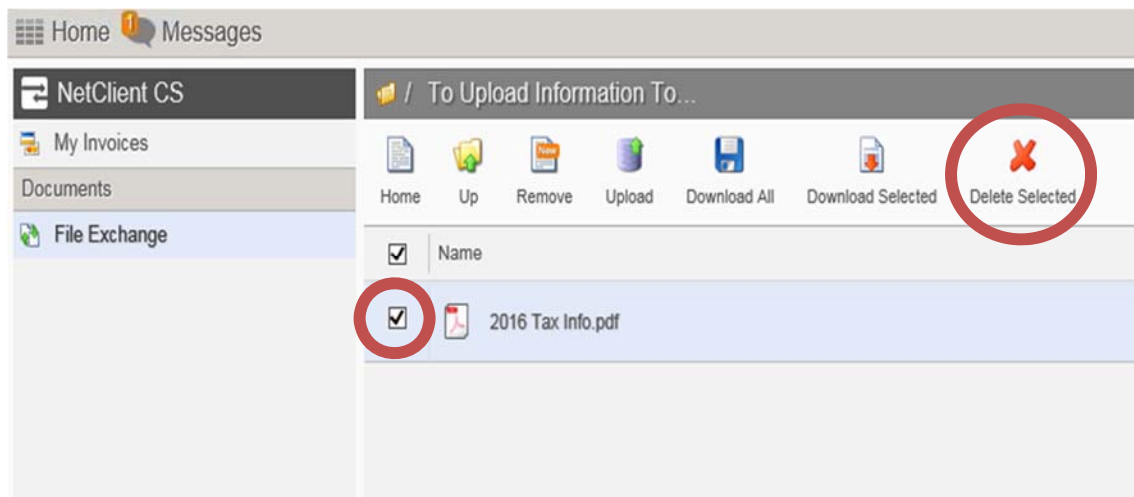 Home 1 Messages
NetClient CS
My Invoices
Documents
File Exchange
/ To Upload Information To...
Home Up New Remove Upload Download All Download Selected Delete Selected
Name
2016 Tax Info.pdf